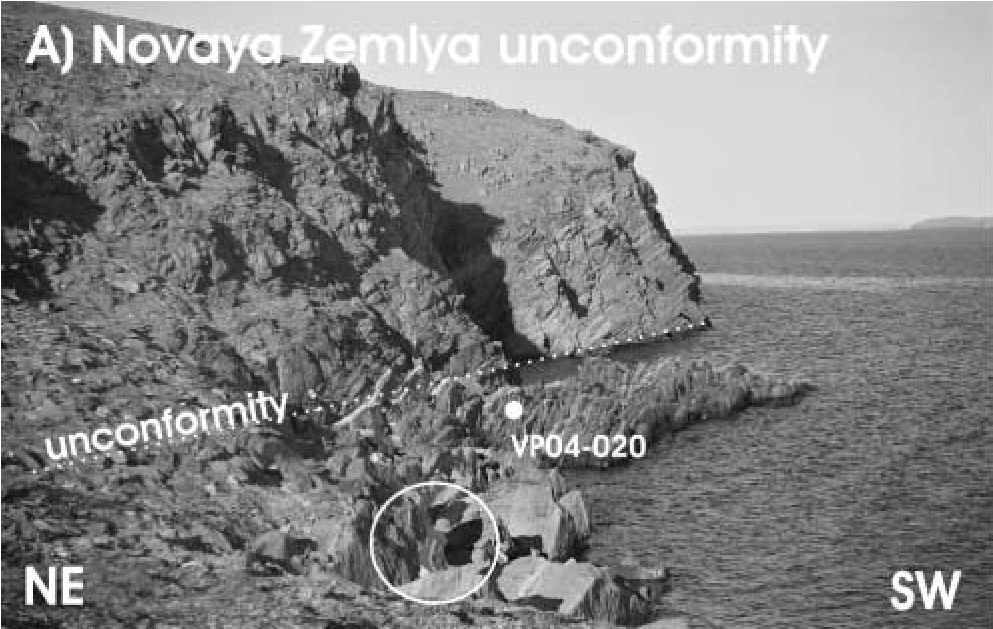 A) Novaya Zemlya unconformity
unconformity
VP04-020
NE
SW